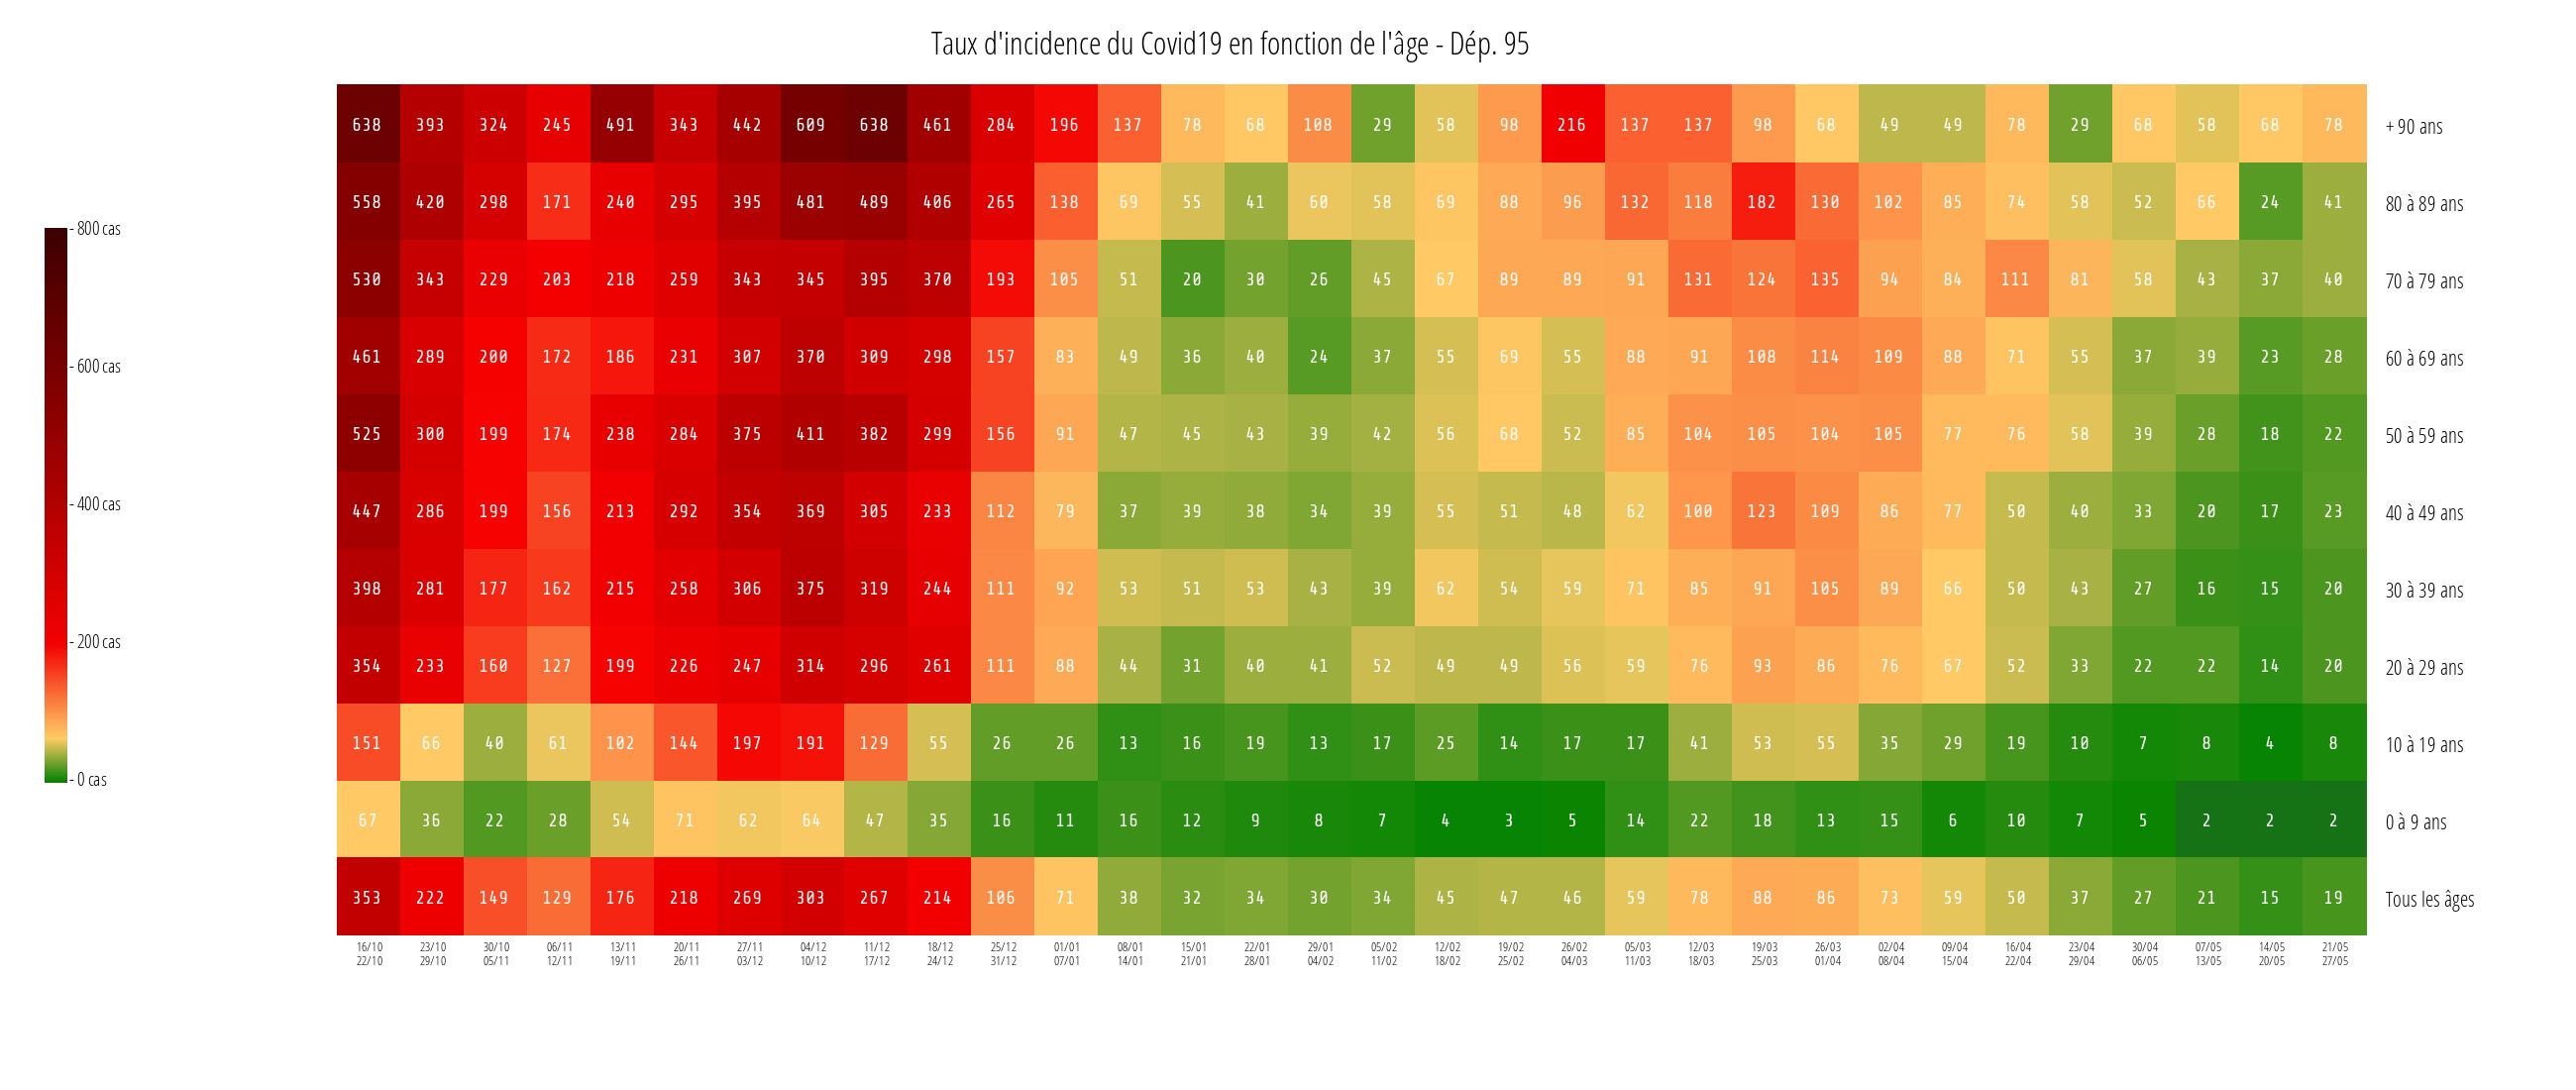 Taux d'incidence du Covid19 en fonction de l'âge - Dép. 95
- 800 cas
- 600 cas
- 400 cas
- 200 cas
- 0 cas
638 393 324 245 491 343 442 609 638 461 284 196 137 78 68 108 29 58 98 216 137 137 98 68 49 49 78 29 68 58 68 78 + 90 ans
558 420 298 171 240 295 395 481 489 406 265 138 69 55 41 60 58 69 88 96 132 118 182 130 102 85 74 58 52 66 24 41 80 à 89 ans
530 343 229 203 218 259 343 345 395 370 193 105 51 20 30 26 45 67 89 89 91 131 124 135 94 84 111 81 58 43 37 40 70 à 79 ans
461 289 200 172 186 231 307 370 309 298 157 83 49 36 40 24 37 55 69 55 88 91 108 114 109 88 71 55 37 39 23 28 60 à 69 ans
525 300 199 174 238 284 375 411 382 299 156 91 47 45 43 39 42 56 68 52 85 104 105 104 105 77 76 58 39 28 18 22 50 à 59 ans
447 286 199 156 213 292 354 369 305 233 112 79 37 39 38 34 39 55 51 48 62 100 123 109 86 77 50 40 33 20 17 23 40 à 49 ans
398 281 177 162 215 258 306 375 319 244 111 92 53 51 53 43 39 62 54 59 71 85 91 105 89 66 50 43 27 16 15 20 30 à 39 ans
354 233 160 127 199 226 247 314 296 261 111 88 44 31 40 41 52 49 49 56 59 76 93 86 76 67 52 33 22 22 14 20 20 à 29 ans
151 66 40 61 102 144 197 191 129 55 26 26 13 16 19 13 17 25 14 17 17 41 53 55 35 29 19 10 7 8 4 8 10 à 19 ans
67 36 22 28 54 71 62 64 47 35 16 11 16 12 9 8 7 4 3 5 14 22 18 13 15 6 10 7 5 2 2 2 0 à 9 ans
353 222 149 129 176 218 269 303 267 214 106 71 38 32 34 30 34 45 47 46 59 78 88 86 73 59 50 37 27 21 15 19 Tous les âges
16/10 23/10 30/10 06/11 13/11 20/11 27/11 04/12 11/12 18/12 25/12 01/01 08/01 15/01 22/01 29/01 05/02 12/02 19/02 26/02 05/03 12/03 19/03 26/03 02/04 09/04 16/04 23/04 30/04 07/05 14/05 21/05
22/10 29/10 05/11 12/11 19/11 26/11 03/12 10/12 17/12 24/12 31/12 07/01 14/01 21/01 28/01 04/02 11/02 18/02 25/02 04/03 11/03 18/03 25/03 01/04 08/04 15/04 22/04 29/04 06/05 13/05 20/05 27/05